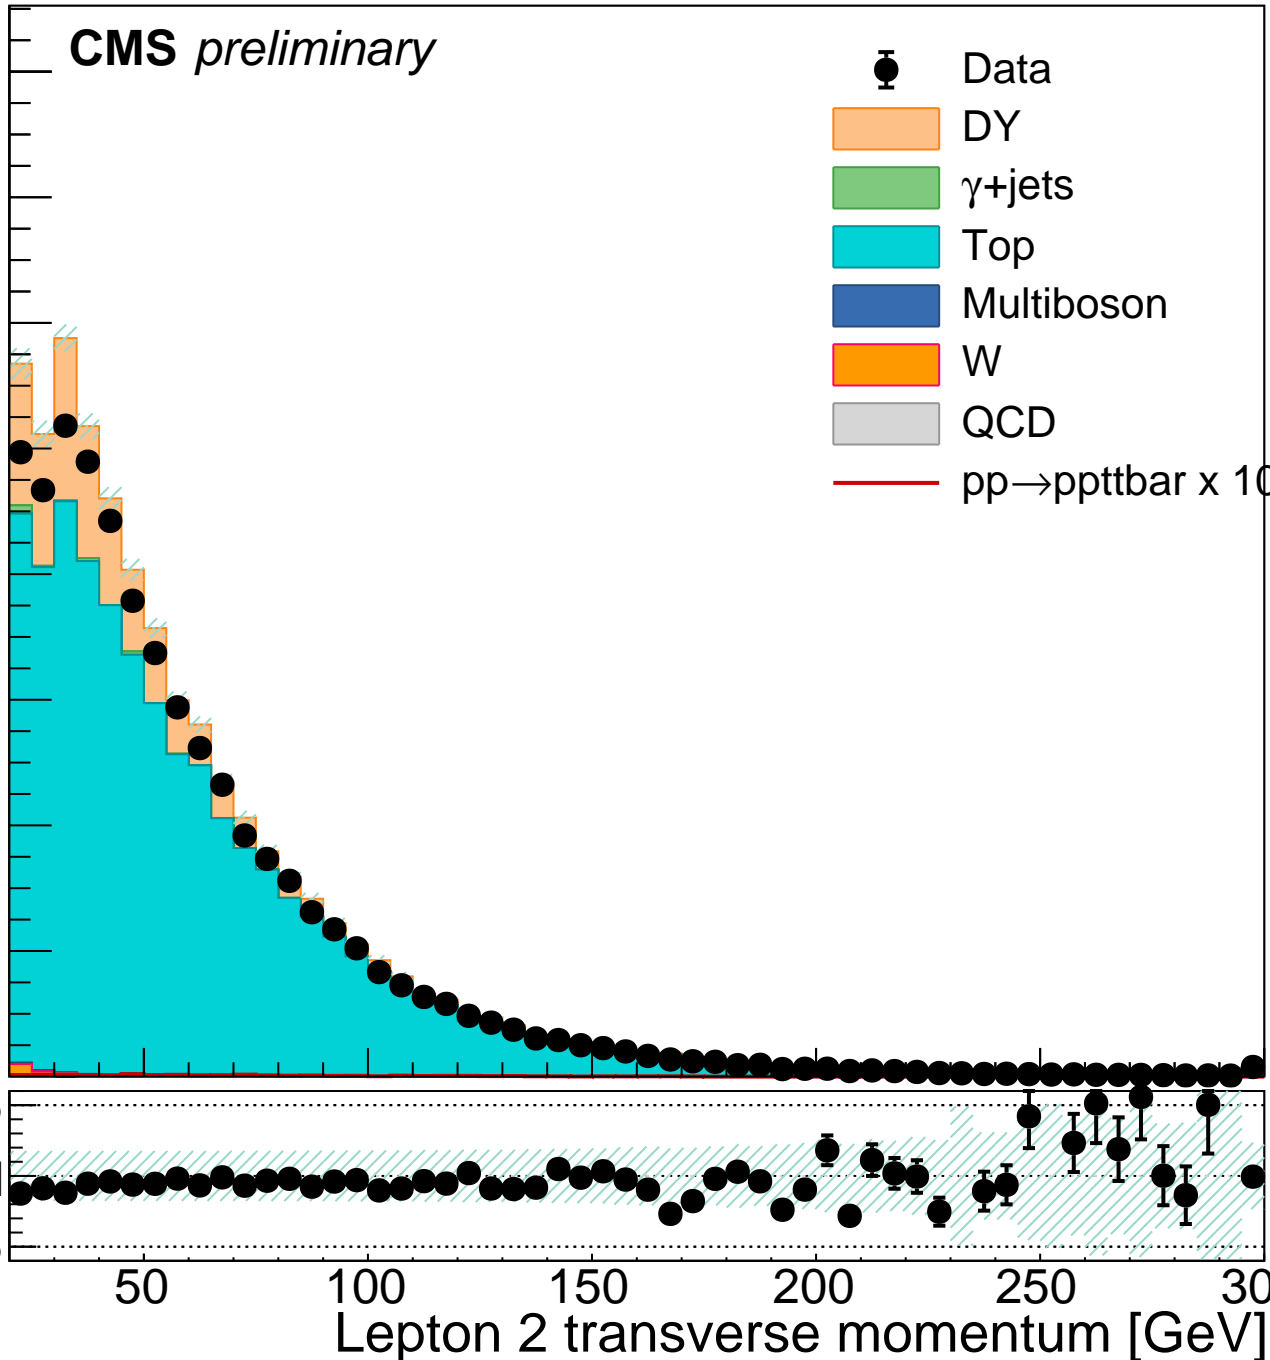 CMS preliminary
Data
DY
γ+jets
Top
Multiboson
W
QCD
pp→ppttbar x 10
50 100 150 200 250 30
Lepton 2 transverse momentum [GeV]